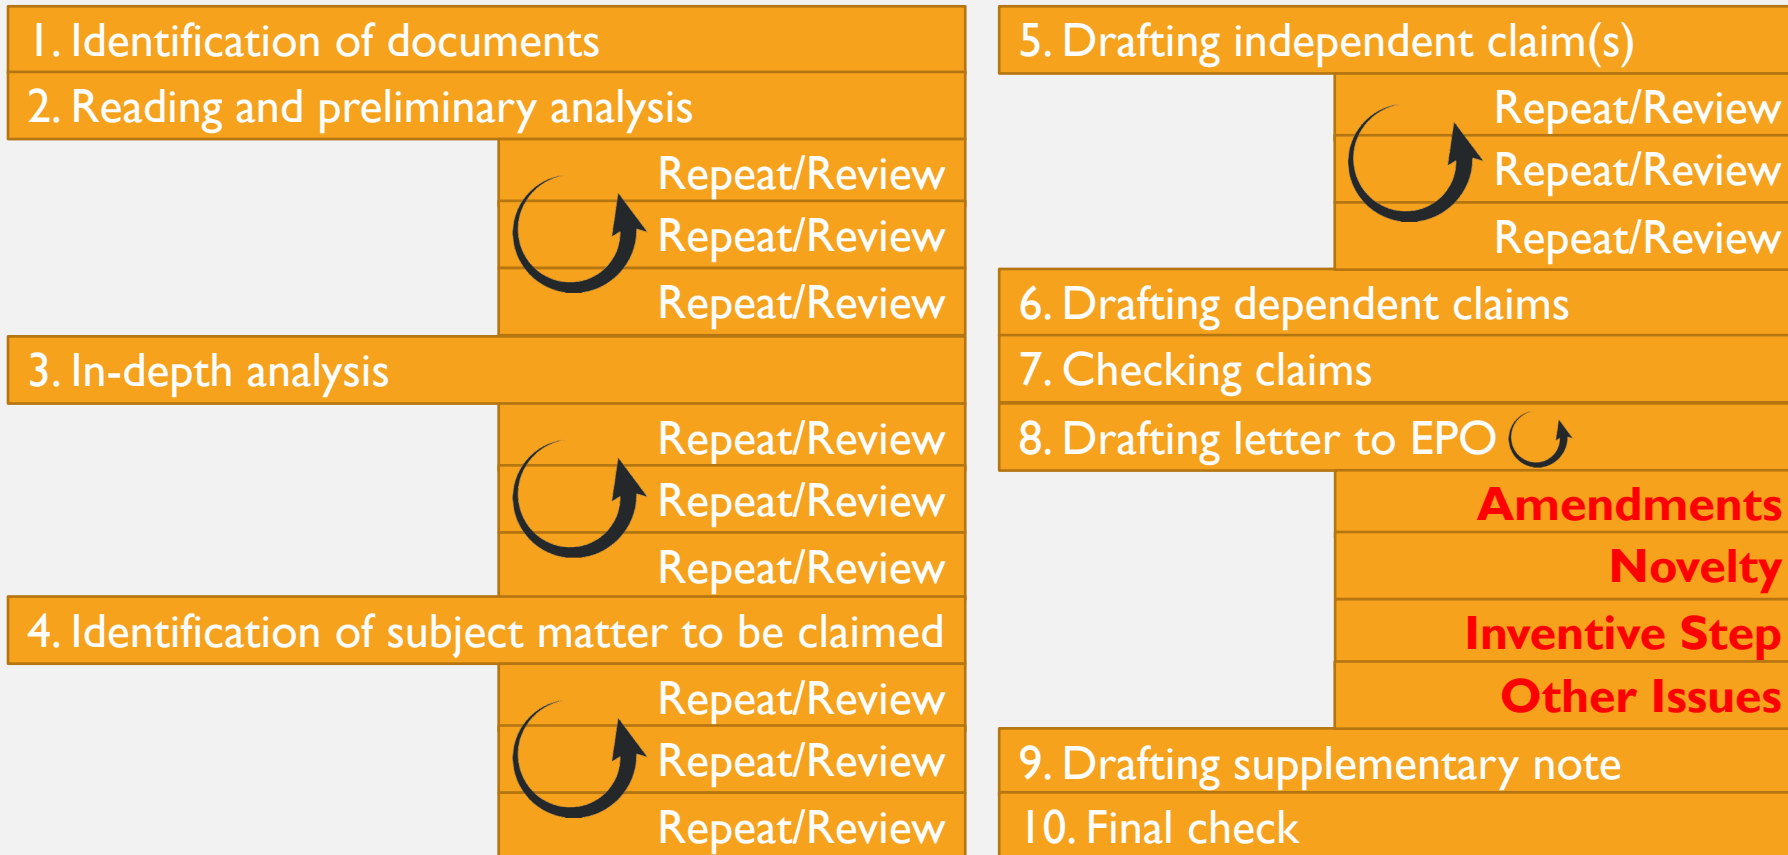 1. Identification of documents
2. Reading and preliminary analysis
Repeat/Review
Repeat/Review
Repeat/Review
3. In-depth analysis
Repeat/Review
Repeat/Review
Repeat/Review
4. Identification of subject matter to be claimed
Repeat/Review
Repeat/Review
Repeat/Review
5. Drafting independent claim(s)
Repeat/Review
Repeat/Review
Repeat/Review
6. Drafting dependent claims
7. Checking claims
8. Drafting letter to EPO
Amendments
Novelty
Inventive Step
Other Issues
9. Drafting supplementary note
10. Final check